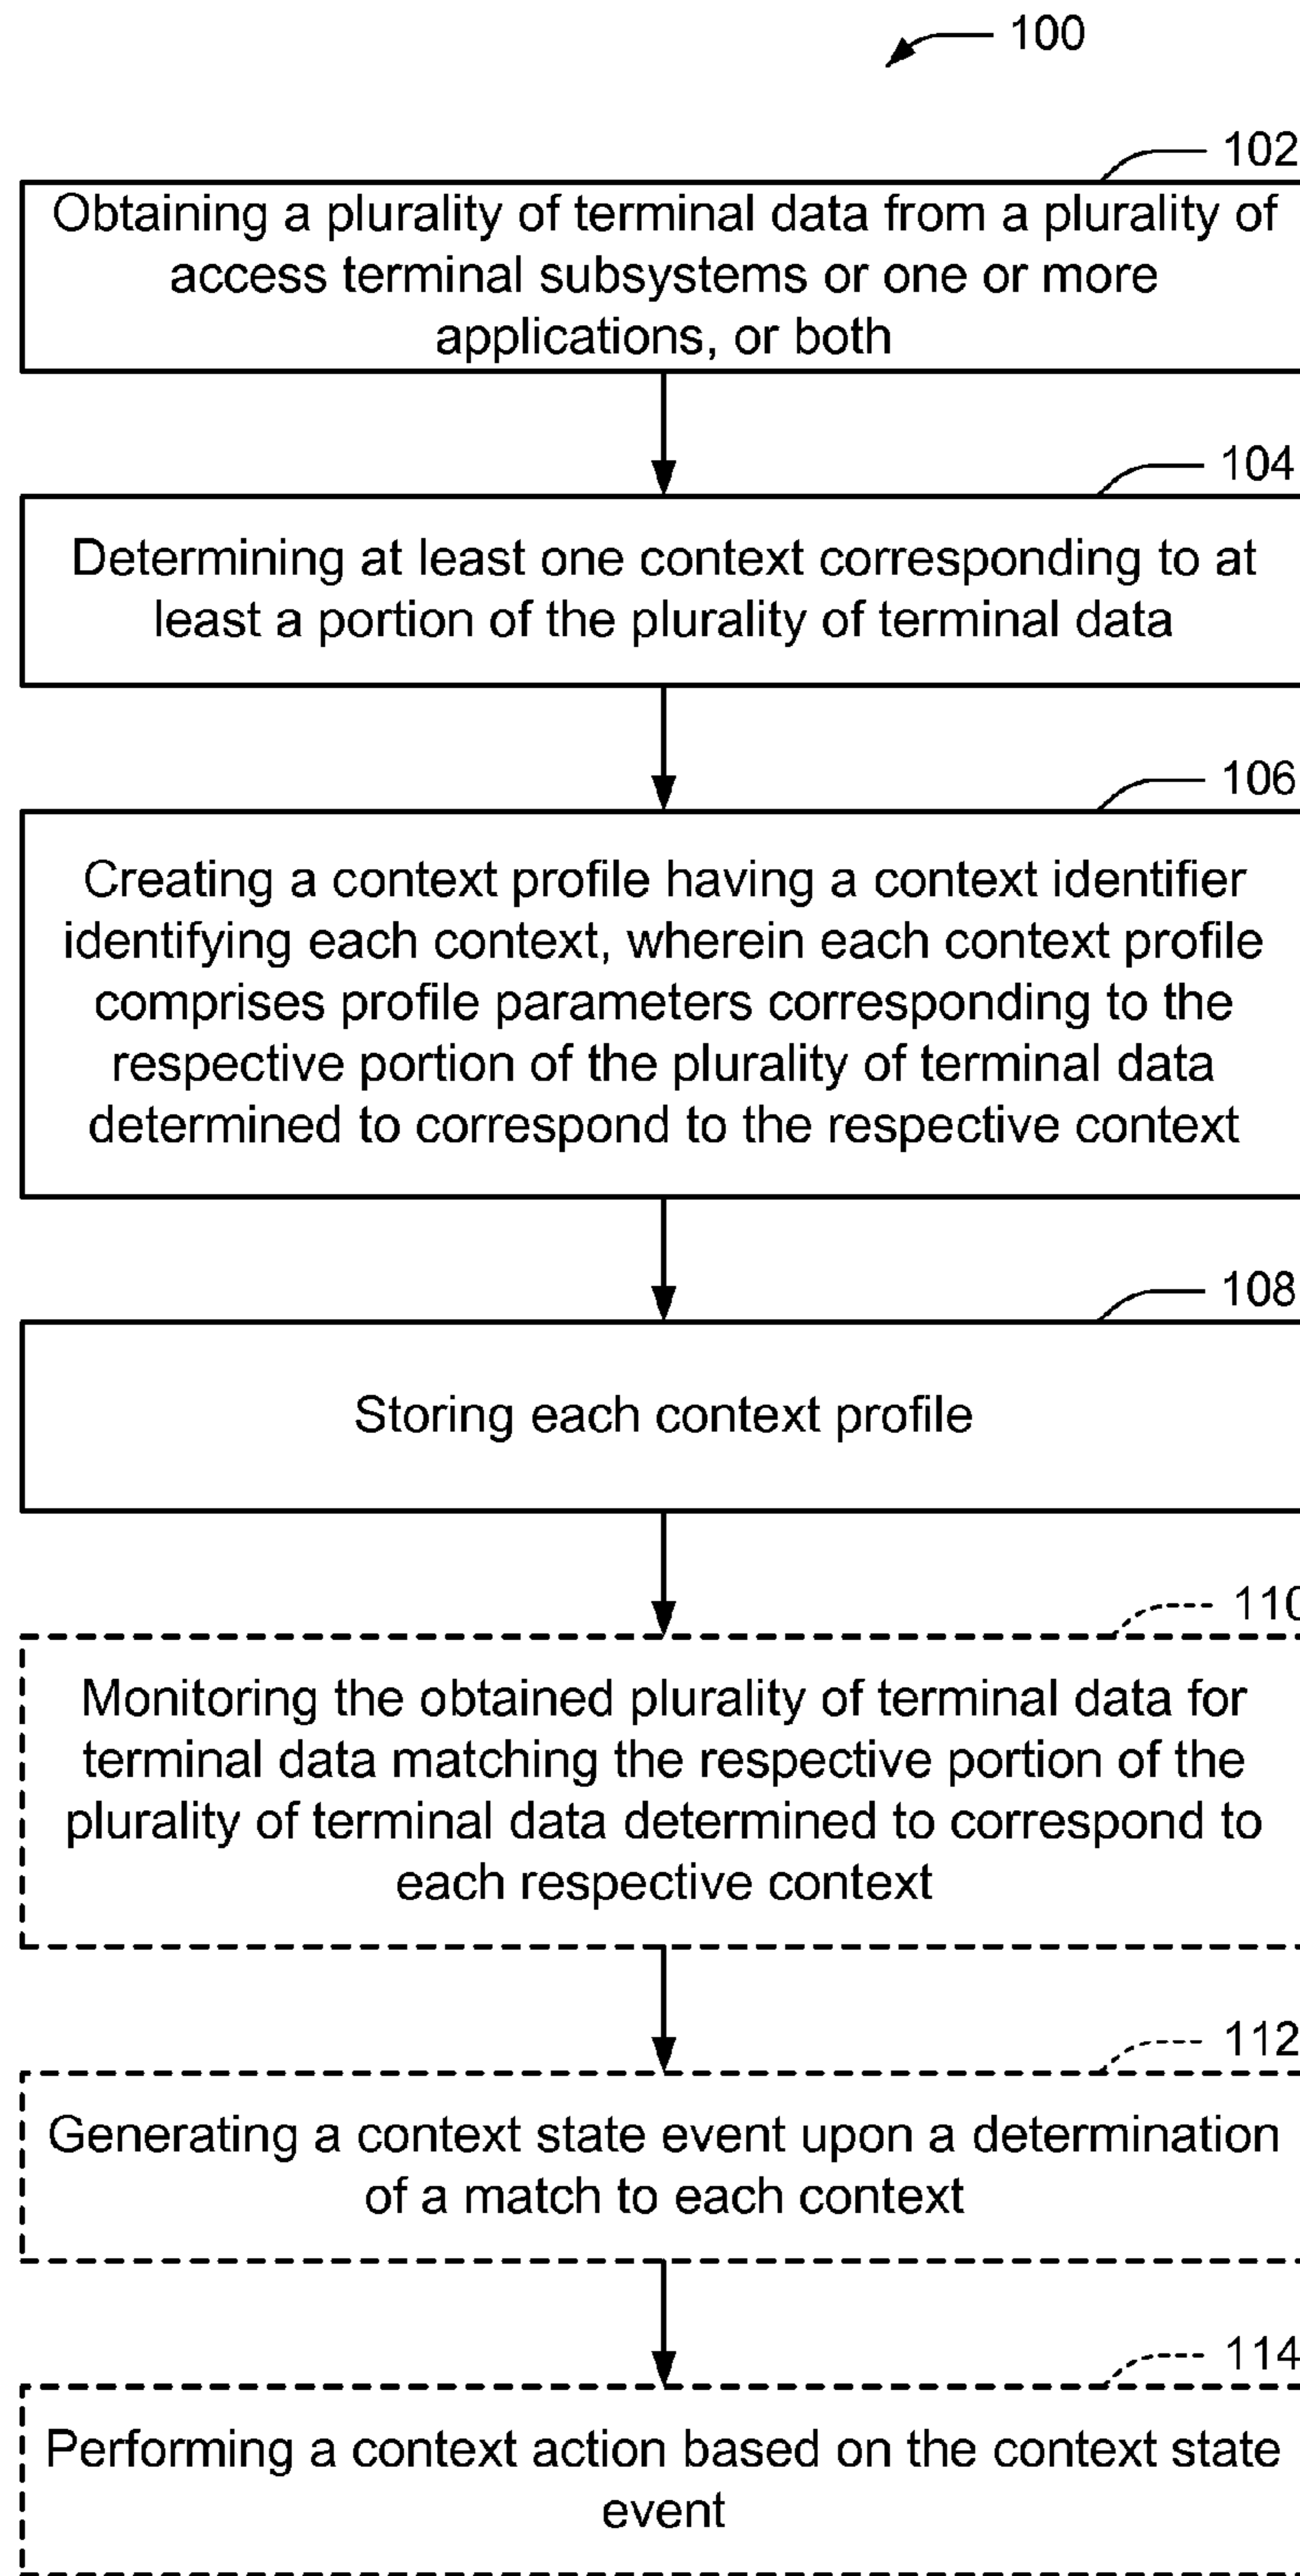 100
102
Obtaining a plurality of terminal data from a plurality of
access terminal subsystems or one or more
applications, or both
104
Determining at least one context corresponding to at
least a portion of the plurality of terminal data
106
Creating a context profile having a context identifier
identifying each context, wherein each context profile
comprises profile parameters corresponding to the
respective portion of the plurality of terminal data
determined to correspond to the respective context
108
Storing each context profile
110
Monitoring the obtained plurality of terminal data for
terminal data matching the respective portion of the
plurality of terminal data determined to correspond to
each respective context
112
Generating a context state event upon a determination
of a match to each context
114
Performing a context action based on the context state
event